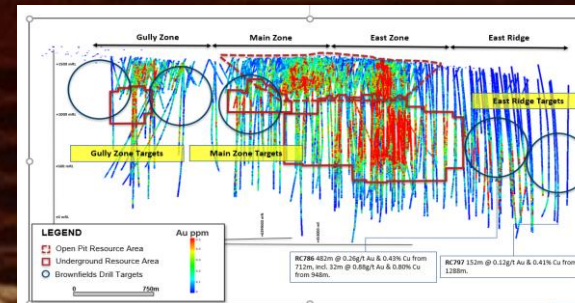 Gully Zone
Main Zone
East Zone
East Ridge
East Ridge Targets
Gully Zone Targets
Main Zone Targets
LEGEND
Au ppm
Open Pit Resource Area
Underground Resource Area
Brownfields Drill Targets
0 750m
RC786 482m @ 0.26g/t Au & 0.43% Cu from
712m, incl. 32m @ 0.88g/t Au & 0.80% Cu
from 948m.
RC797 152m @ 0.12g/t Au & 0.41% Cu from
1288m.